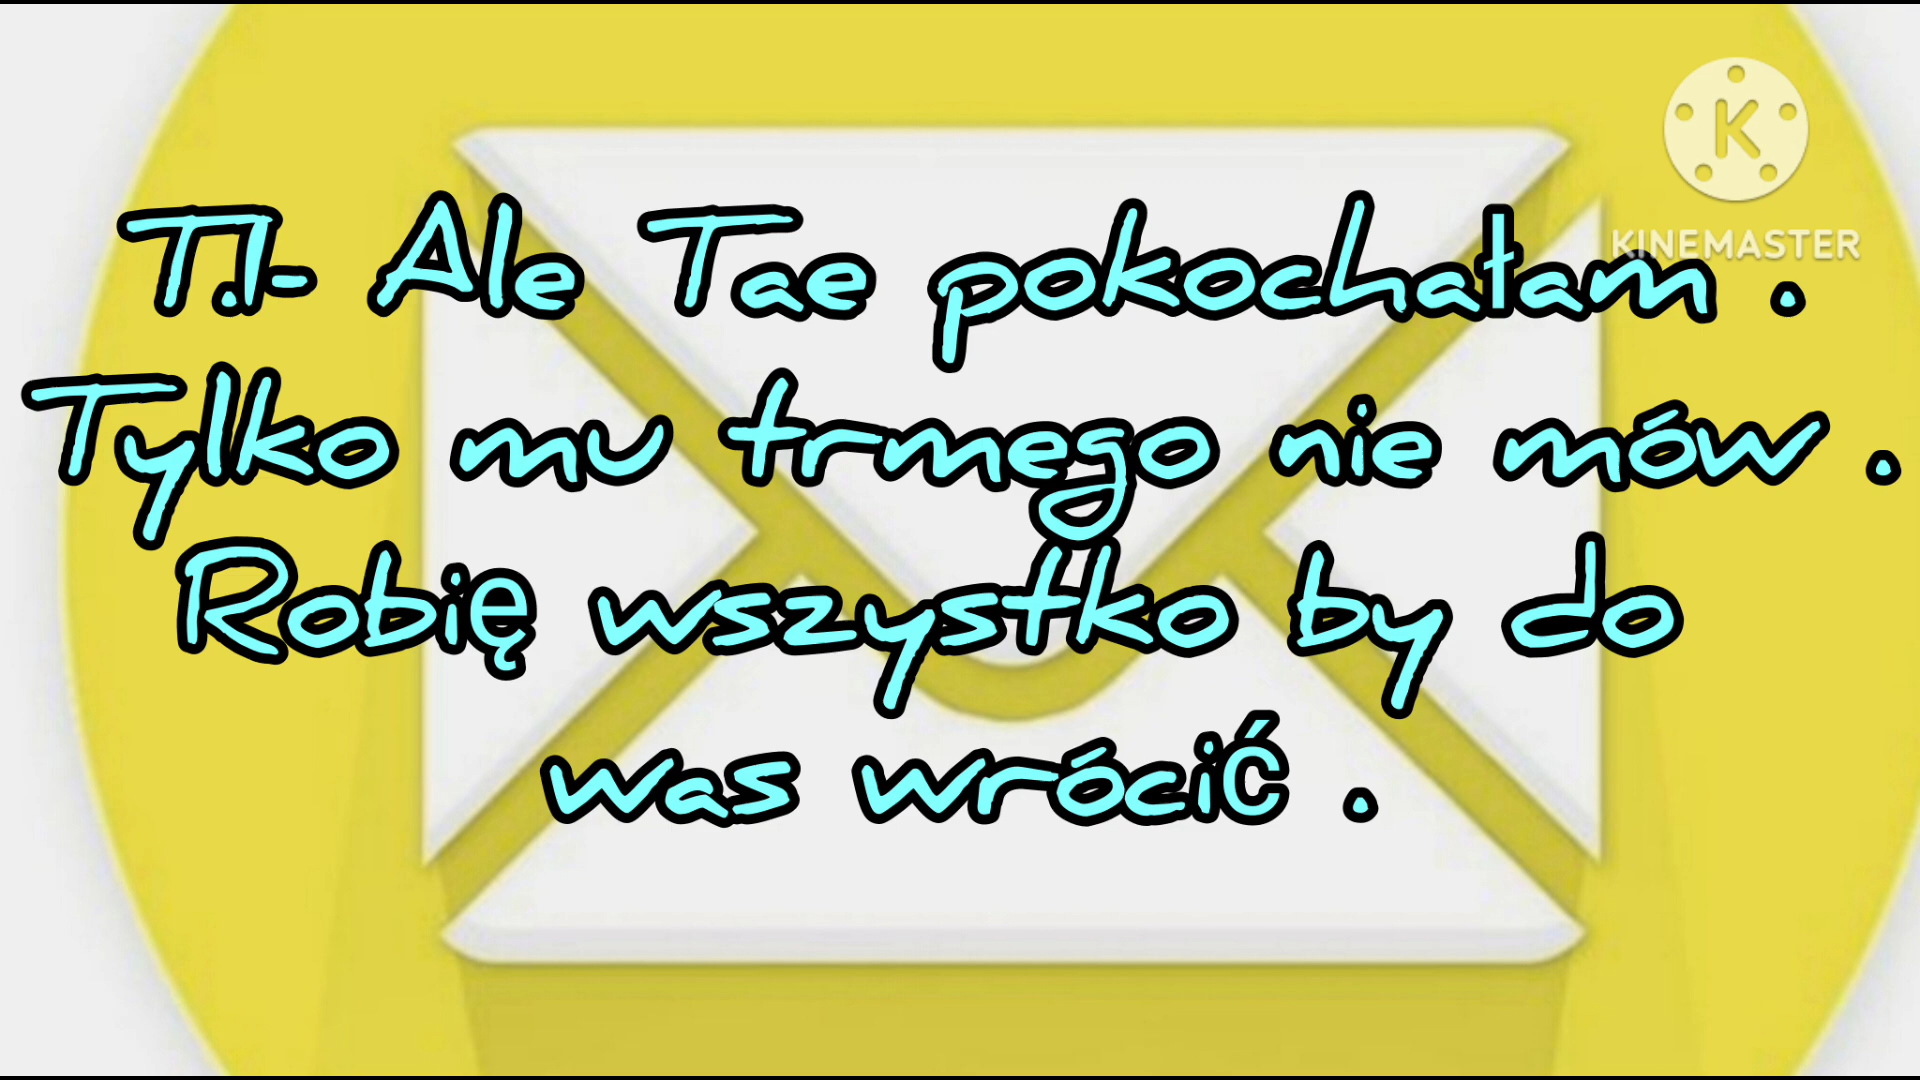 K
KINEMASTER
T.I- Ale Tae pokochałam .
Tylko mu trmego nie mów .
Robię wszystko by do
was wrócić .